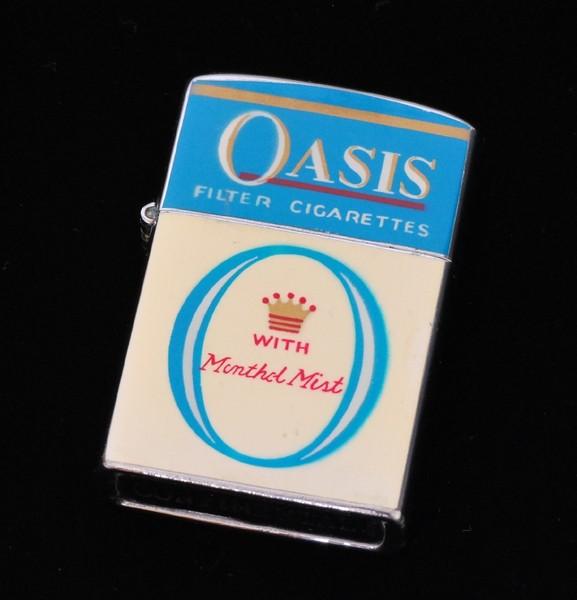 OASIS
FILTER CIGARETTES
WITH
Menthol Mist